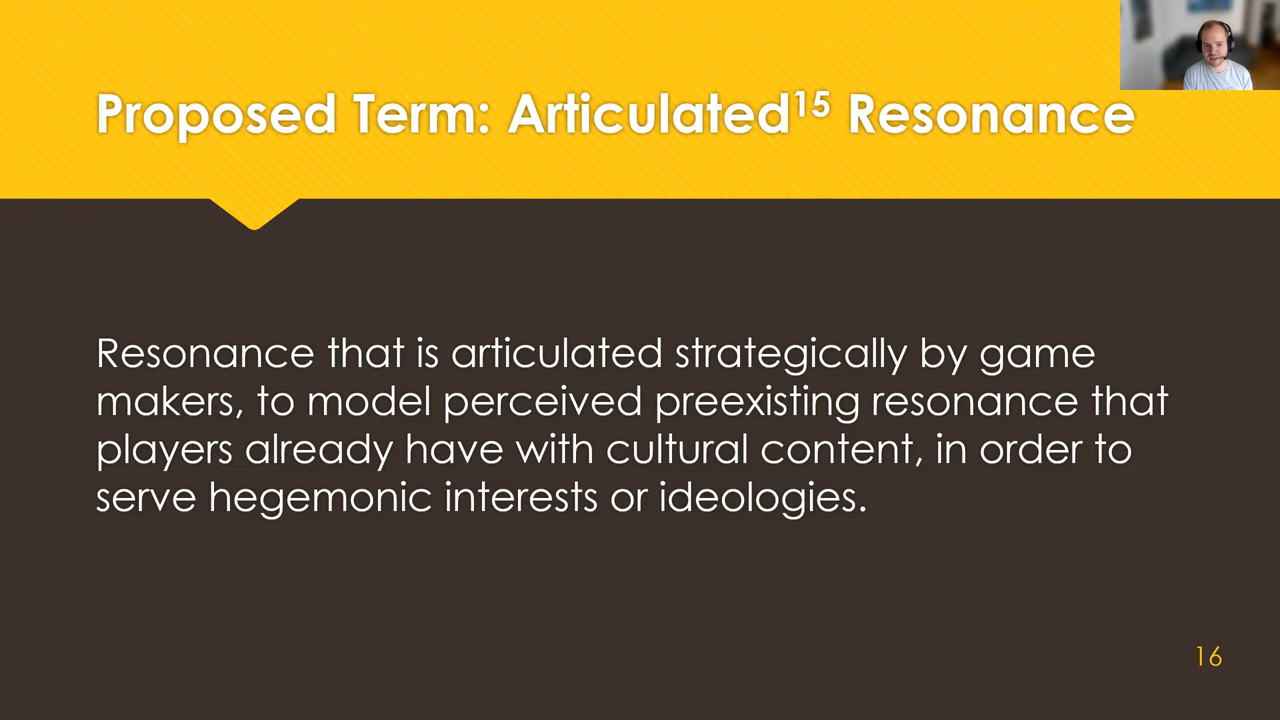 Proposed Term: Articulated¹⁵ Resonance
Resonance that is articulated strategically by game
makers, to model perceived preexisting resonance that
players already have with cultural content, in order to
serve hegemonic interests or ideologies.
16